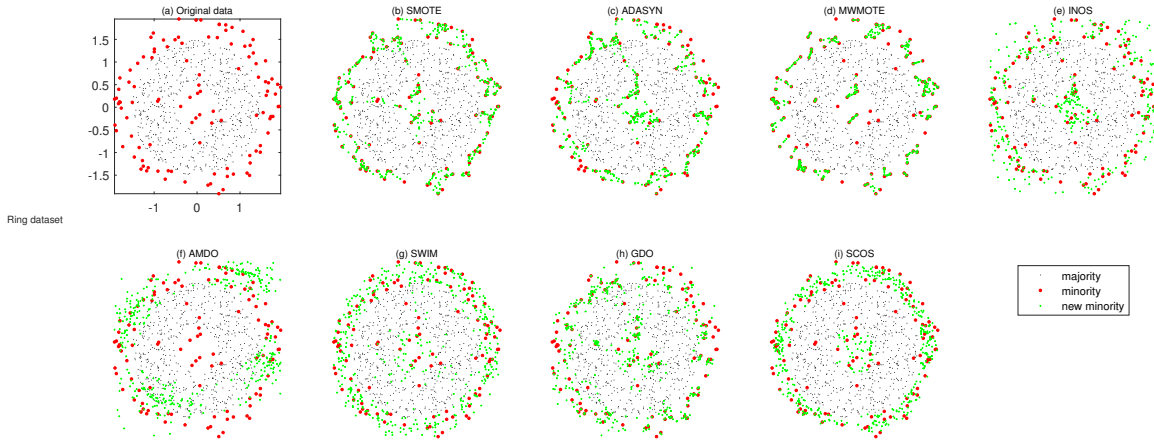 (a) Original data
(b) SMOTE
(c) ADASYN
(d) MWMOTE
(e) INOS
1.5
1
0.5
0
-0.5
-1
-1.5
-1 0 1
Ring dataset
(f) AMDO
(g) SWIM
(h) GDO
(i) SCOS
majority
minority
new minority